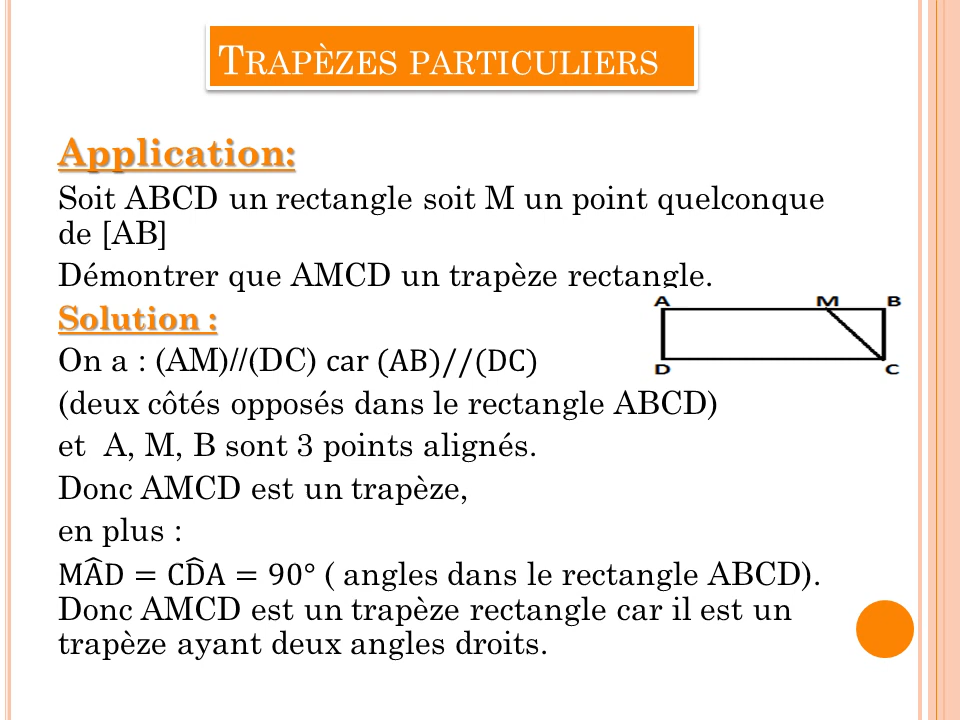 TRAPÈZES PARTICULIERS
Application:
Soit ABCD un rectangle soit M un point quelconque
de [AB]
Démontrer que AMCD un trapèze rectangle.
Solution :
A M B
D C
On a : (AM)//(DC) car (AB)//(DC)
(deux côtés opposés dans le rectangle ABCD)
et A, M, B sont 3 points alignés.
Donc AMCD est un trapèze,
en plus :
MÂD = CD̂A = 90° ( angles dans le rectangle ABCD).
Donc AMCD est un trapèze rectangle car il est un
trapèze ayant deux angles droits.